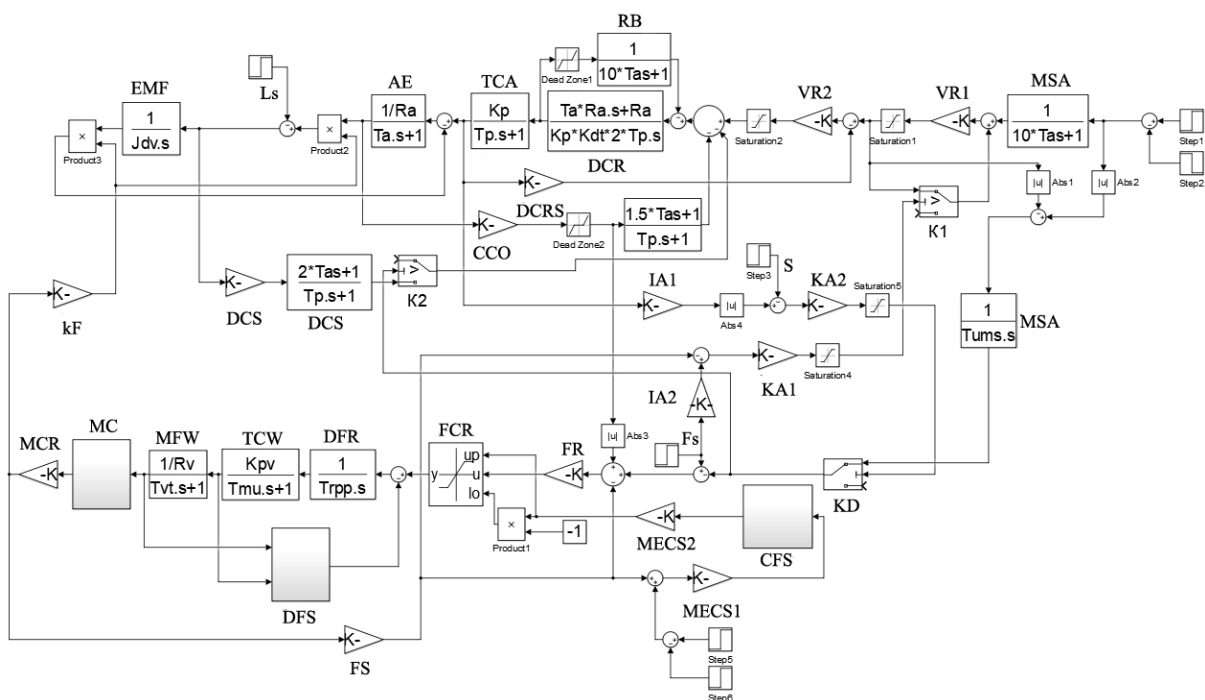 RB
1
10* Tas+1
Dead Zone1
Ls
EMF
1
Jdv.s
×
Product3
×
Product2
AE
1/Ra
Ta.s+1
TCA
Kp
Tp.s+1
Ta*Ra.s+Ra
Kp*Kdt*2*Tp.s
DCR
K-
Saturation2
VR2
-K
Saturation1
VR1
-K
MSA
1
10*Tas+1
Step1
Step2
|u|
Abs1
|u|
Abs2
>
K1
K-
CCO
DCRS
Dead Zone2
1.5*Tas+1
Tp.s+1
kF
K-
DCS
K-
2*Tas+1
Tp.s+1
DCS
>
K2
Step3
S
IA1
K-
|u|
Abs4
KA2
K-
Saturation5
1
Tums.s
MSA
KA1
K-
Saturation4
IA2
-K-
Fs
MCR
-K
MC
MFW
1/Rv
Tvt.s+1
TCW
Kpv
Tmu.s+1
DFR
1
Trpp.s
FCR
up
y
u
lo
FR
-K
|u|
Abs3
KD
×
Product1
-1
-K
MECS2
CFS
DFS
K-
MECS1
K-
FS
Step5
Step6